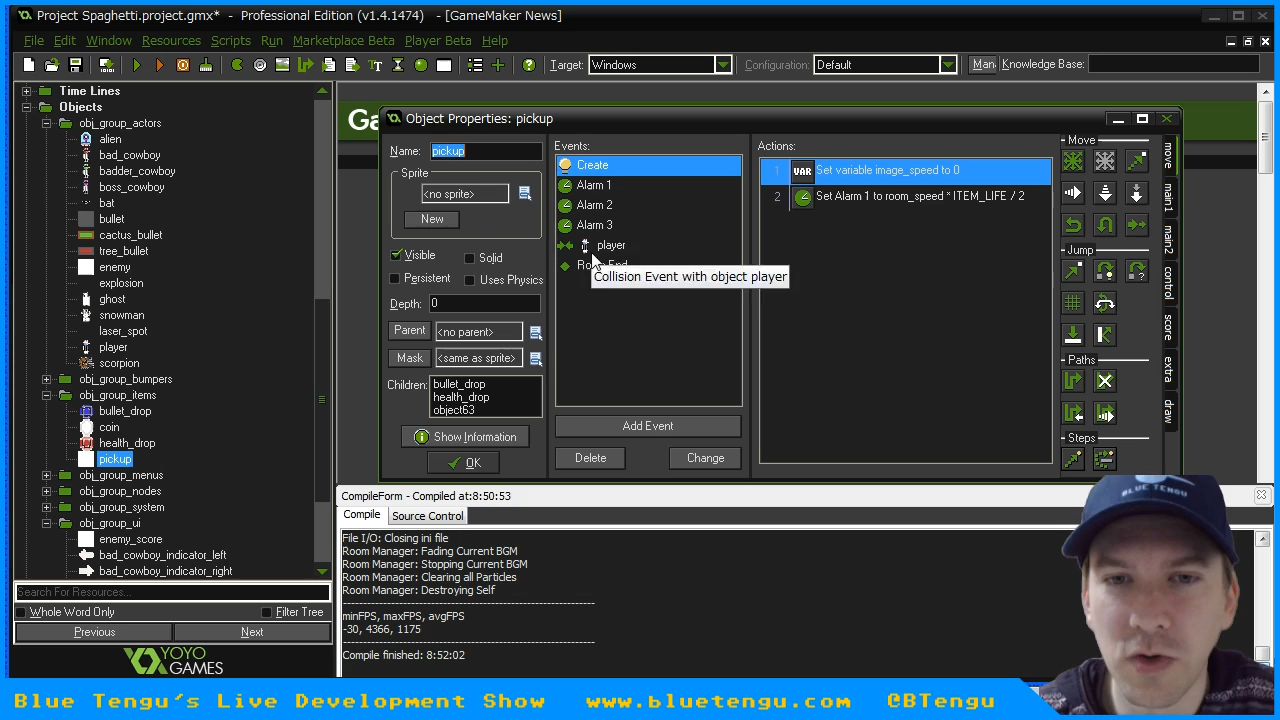 Project Spaghetti.project.gmx* - Professional Edition (v1.4.1474) - [GameMaker News]
File Edit Window Resources Scripts Run Marketplace Beta Player Beta Help
Target: Windows Configuration: Default Man Knowledge Base:
Time Lines
Objects
obj_group_actors
alien
bad_cowboy
badder_cowboy
boss_cowboy
bat
bullet
cactus_bullet
tree_bullet
enemy
explosion
ghost
snowman
laser_spot
player
scorpion
obj_group_bumpers
obj_group_items
bullet_drop
coin
health_drop
pickup
obj_group_menus
obj_group_nodes
obj_group_system
obj_group_ui
enemy_score
bad_cowboy_indicator_left
bad_cowboy_indicator_right
Search For Resources...
Whole Word Only Filter Tree
Previous Next
YOYO
GAMES
Ga
Object Properties: pickup
Name: pickup
Sprite
<no sprite>
New
Visible Solid
Persistent Uses Physics
Depth: 0
Parent <no parent>
Mask <same as sprite>
Children: bullet_drop
health_drop
object63
Show Information
OK
Events:
Create
Alarm 1
Alarm 2
Alarm 3
player
Collision Event with object player
Add Event
Delete Change
Actions:
1 VAR Set variable image_speed to 0
2 Set Alarm 1 to room_speed * ITEM_LIFE / 2
Move
Jump
Paths
Steps
move
main1
main2
control
score
extra
draw
CompileForm - Compiled at:8:50:53
Compile Source Control
File I/O: Closing ini file
Room Manager: Fading Current BGM
Room Manager: Stopping Current BGM
Room Manager: Clearing all Particles
Room Manager: Destroying Self
minFPS, maxFPS, avgFPS
-30, 4366, 1175
Compile finished: 8:52:02
BLUE TENGU
Blue Tengu's Live Development Show www.bluetengu.com @BTengu